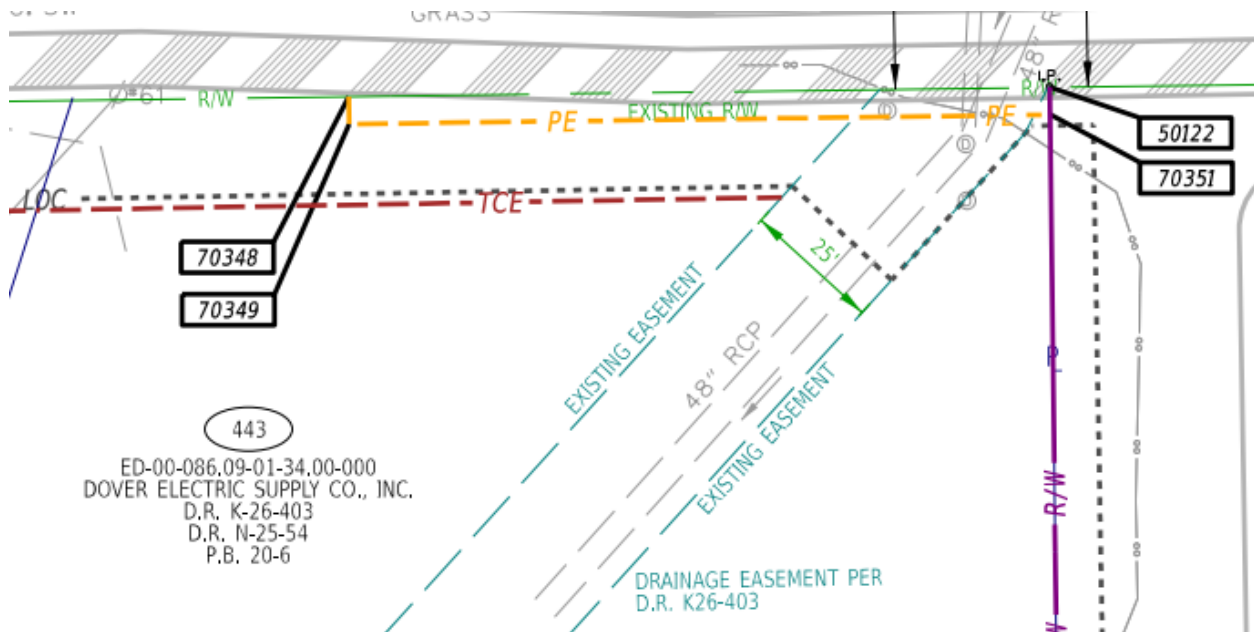 GRASS
48" R
I.P.
61
R/W
R/
EXISTING R/W
PE
PE
D
D
D
50122
70351
LOC
TCE
70348
70349
25'
EXISTING EASEMENT
48" RCP
EXISTING EASEMENT
P
L
443
ED-00-086.09-01-34.00-000
DOVER ELECTRIC SUPPLY CO., INC.
D.R. K-26-403
D.R. N-25-54
P.B. 20-6
R/W
DRAINAGE EASEMENT PER
D.R. K26-403
W